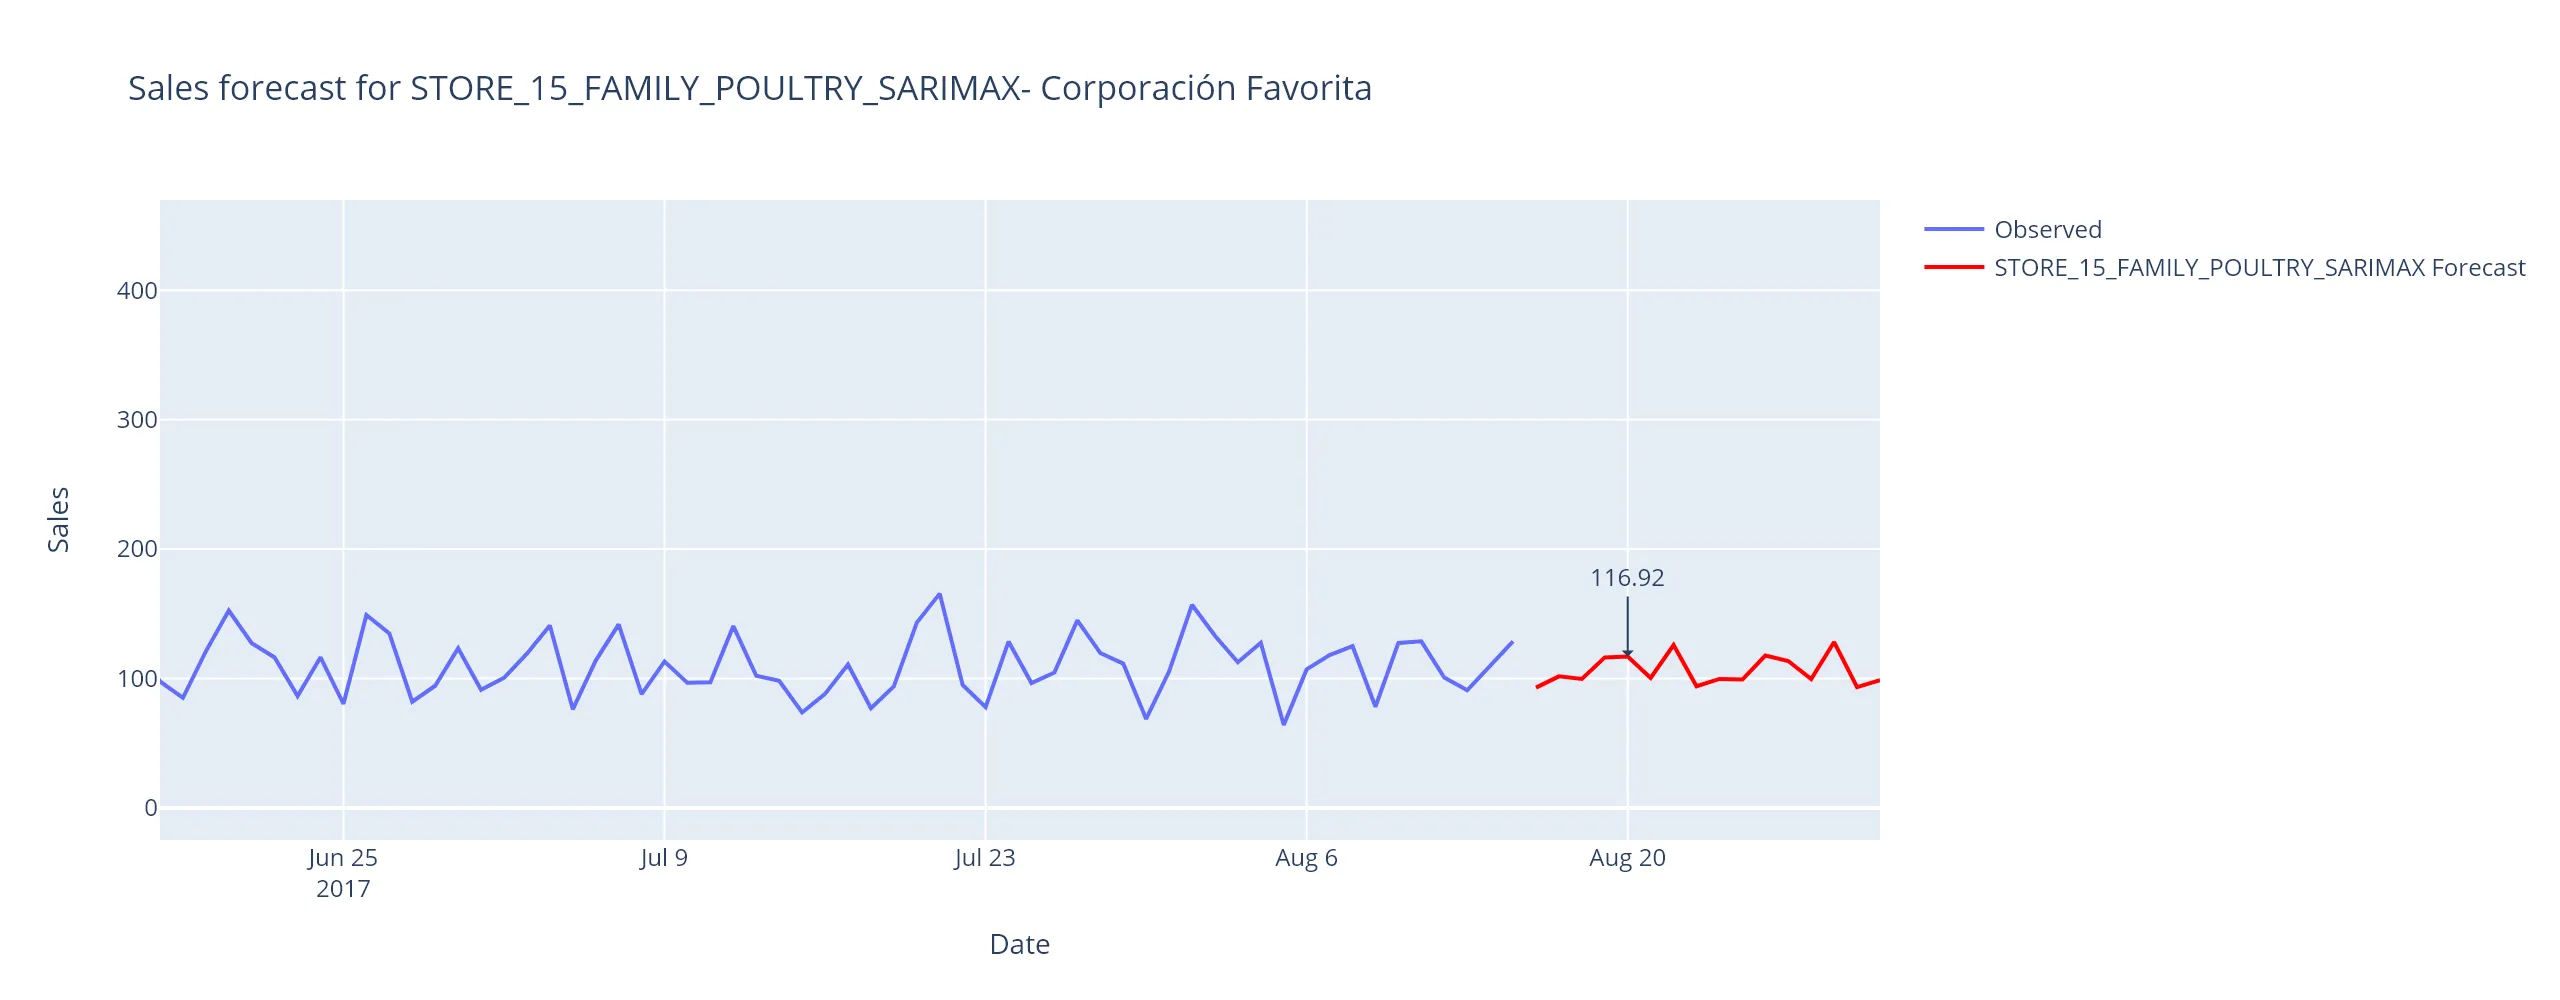 Sales forecast for STORE_15_FAMILY_POULTRY_SARIMAX- Corporación Favorita
Observed
STORE_15_FAMILY_POULTRY_SARIMAX Forecast
400
300
200
100
0
Sales
116.92
Jun 25
2017
Jul 9
Jul 23
Aug 6
Aug 20
Date